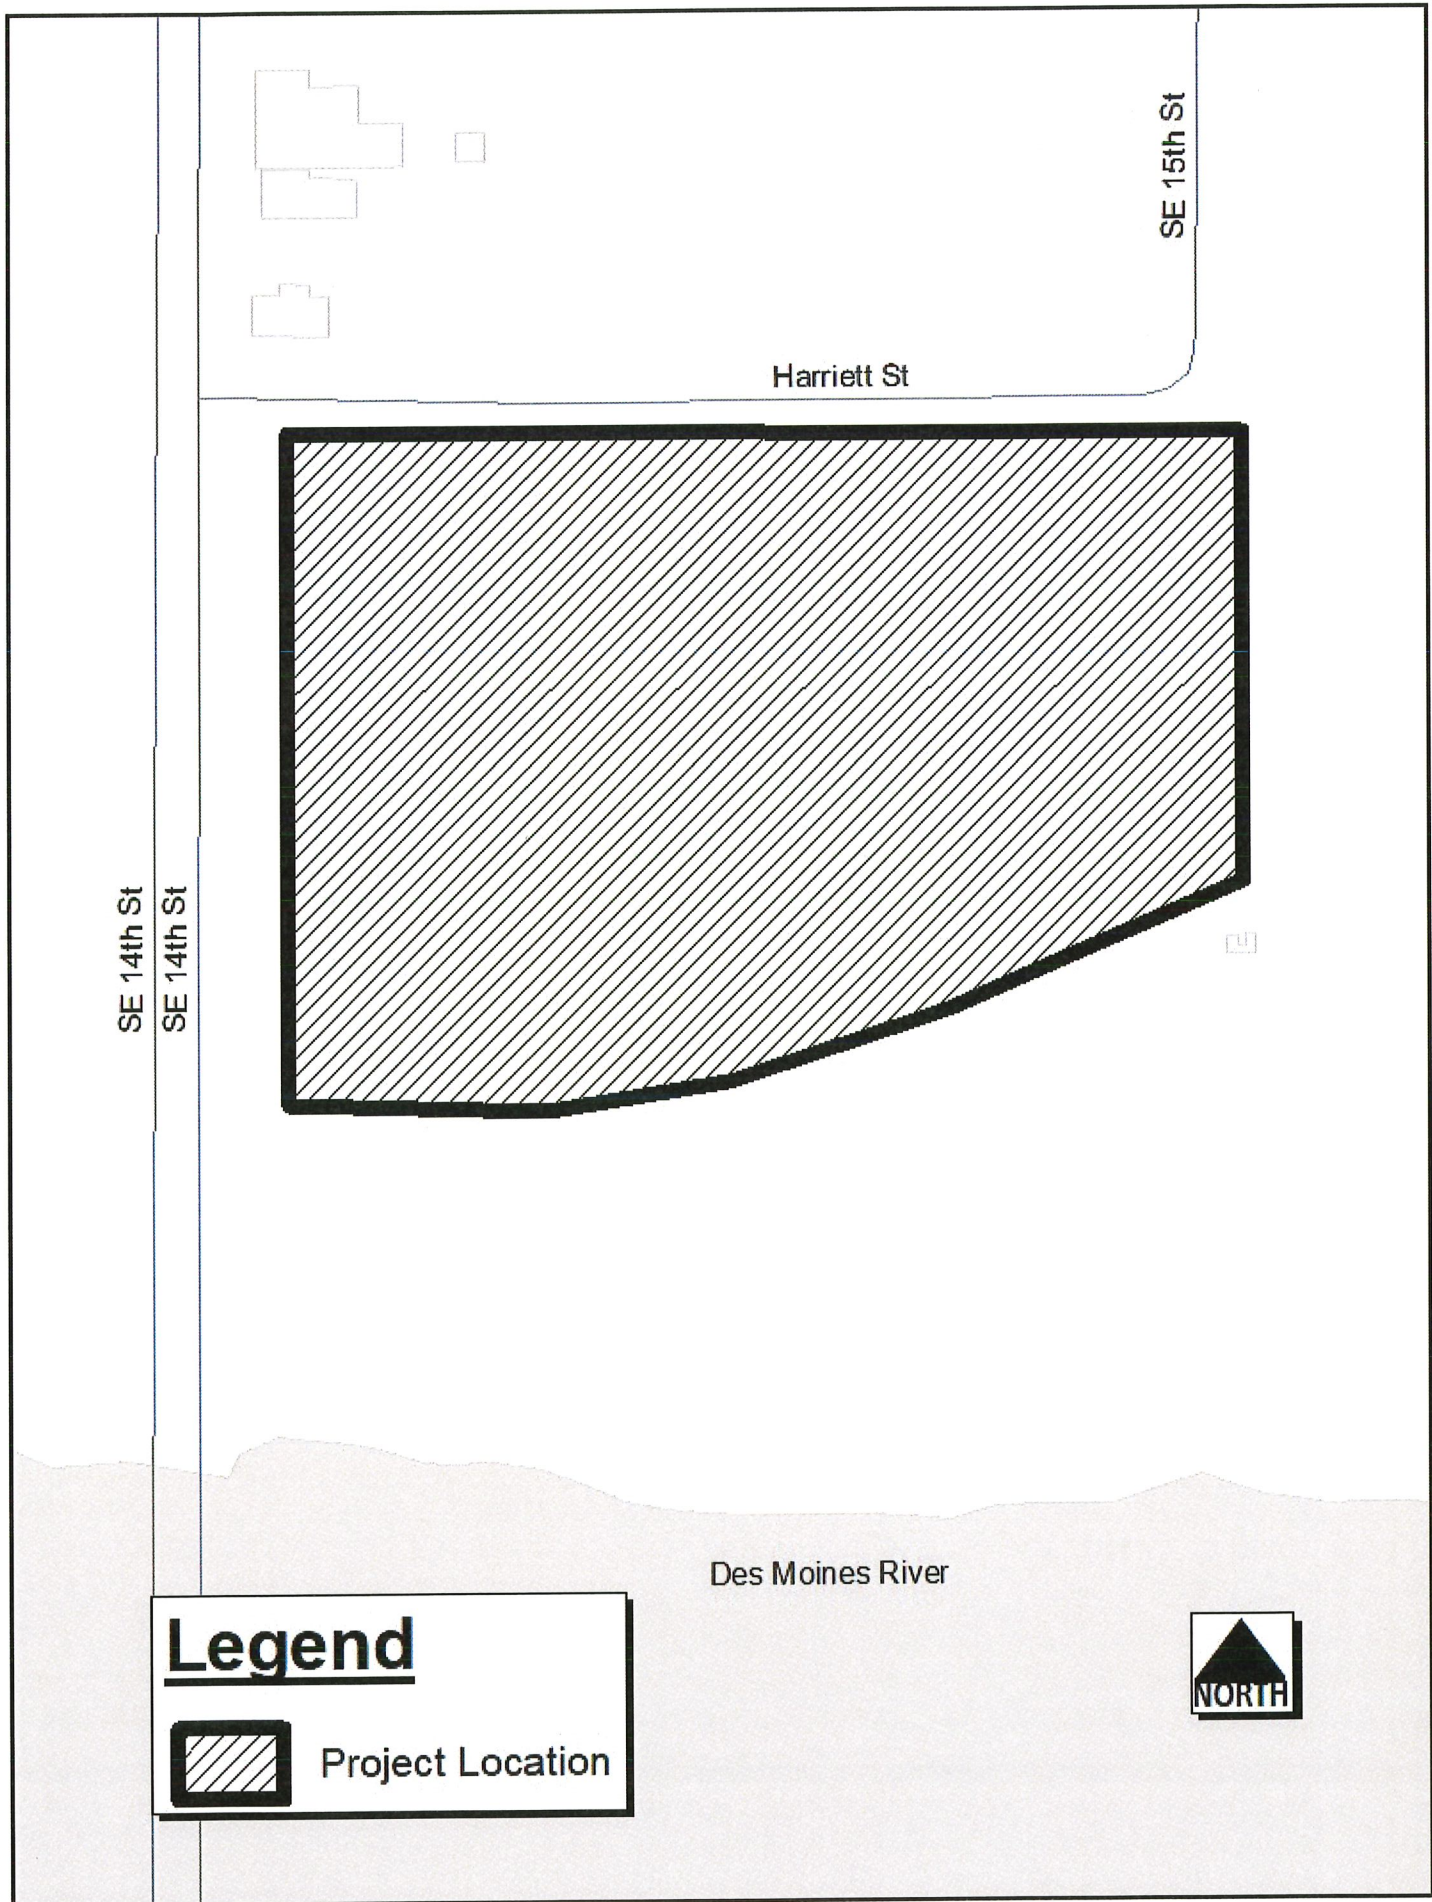 SE 15th St
Harriett St
SE 14th St
SE 14th St
Des Moines River
Legend
Project Location
NORTH